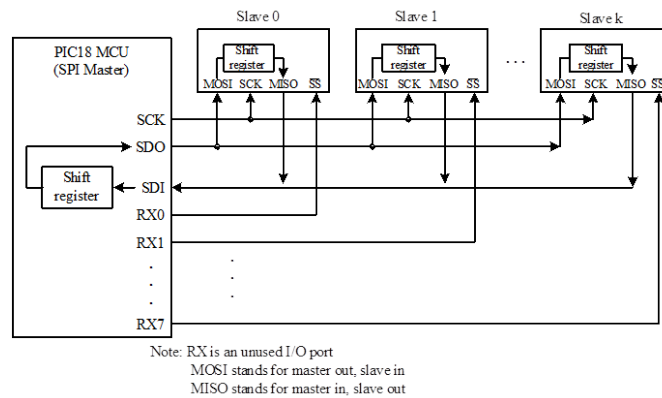 Slave 0
Slave 1
Slave k
PIC18 MCU
(SPI Master)
Shift
register
Shift
register
Shift
register
. . .
MOSI SCK MISO SS
MOSI SCK MISO SS
MOSI SCK MISO SS
SCK
SDO
Shift
register
SDI
RX0
RX1
.
.
.
.
.
.
RX7
Note: RX is an unused I/O port
MOSI stands for master out, slave in
MISO stands for master in, slave out